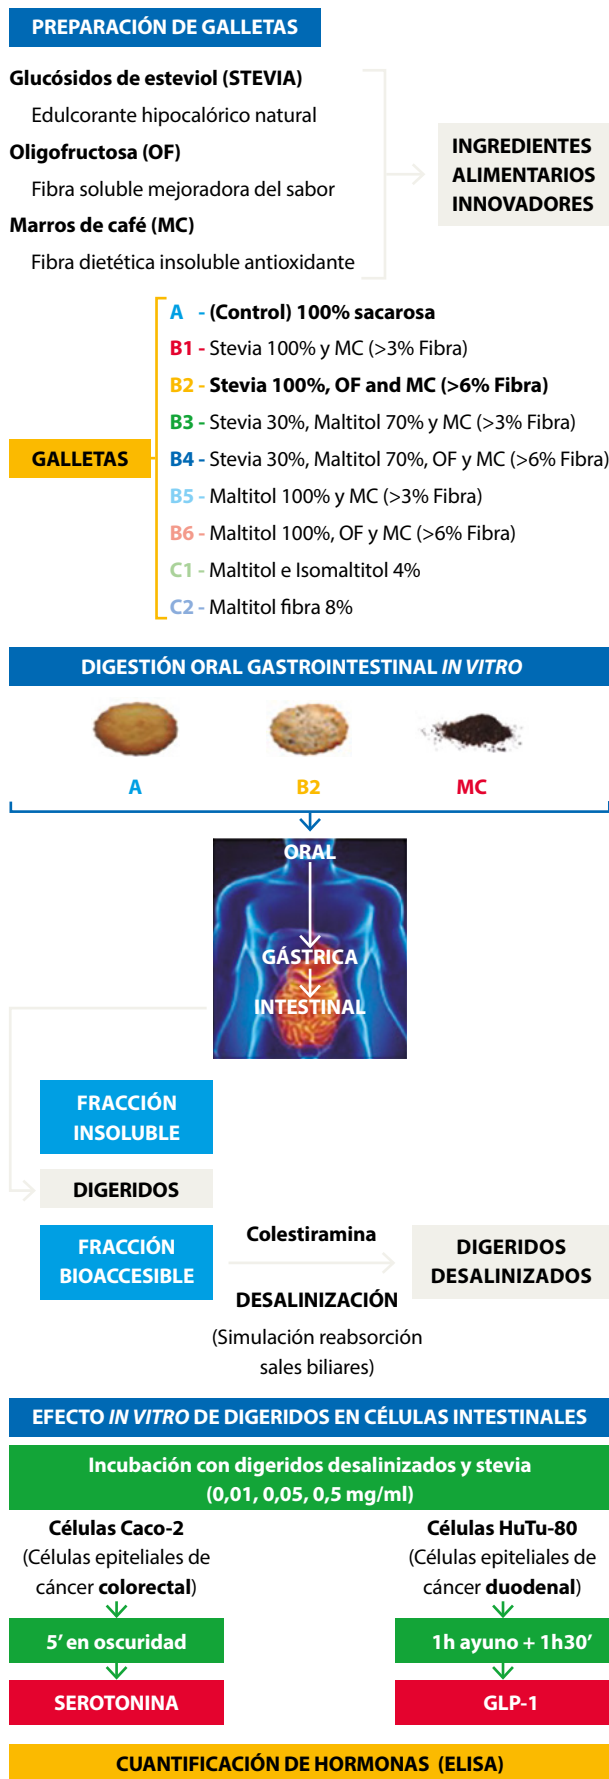 PREPARACIÓN DE GALLETAS
Glucósidos de esteviol (STEVIA)
Edulcorante hipocalórico natural
Oligofructosa (OF)
Fibra soluble mejoradora del sabor
Marros de café (MC)
Fibra dietética insoluble antioxidante
INGREDIENTES
ALIMENTARIOS
INNOVADORES
GALLETAS
A - (Control) 100% sacarosa
B1 - Stevia 100% y MC (>3% Fibra)
B2 - Stevia 100%, OF and MC (>6% Fibra)
B3 - Stevia 30%, Maltitol 70% y MC (>3% Fibra)
B4 - Stevia 30%, Maltitol 70%, OF y MC (>6% Fibra)
B5 - Maltitol 100% y MC (>3% Fibra)
B6 - Maltitol 100%, OF y MC (>6% Fibra)
C1 - Maltitol e Isomaltitol 4%
C2 - Maltitol fibra 8%
DIGESTIÓN ORAL GASTROINTESTINAL IN VITRO
A B2 MC
ORAL
GÁSTRICA
INTESTINAL
FRACCIÓN
INSOLUBLE
DIGERIDOS
FRACCIÓN
BIOACCESIBLE
Colestiramina
DESALINIZACIÓN
(Simulación reabsorción
sales biliares)
DIGERIDOS
DESALINIZADOS
EFECTO IN VITRO DE DIGERIDOS EN CÉLULAS INTESTINALES
Incubación con digeridos desalinizados y stevia
(0,01, 0,05, 0,5 mg/ml)
Células Caco-2
(Células epiteliales de
cáncer colorectal)
5’ en oscuridad
SEROTONINA
Células HuTu-80
(Células epiteliales de
cáncer duodenal)
1h ayuno + 1h30’
GLP-1
CUANTIFICACIÓN DE HORMONAS (ELISA)